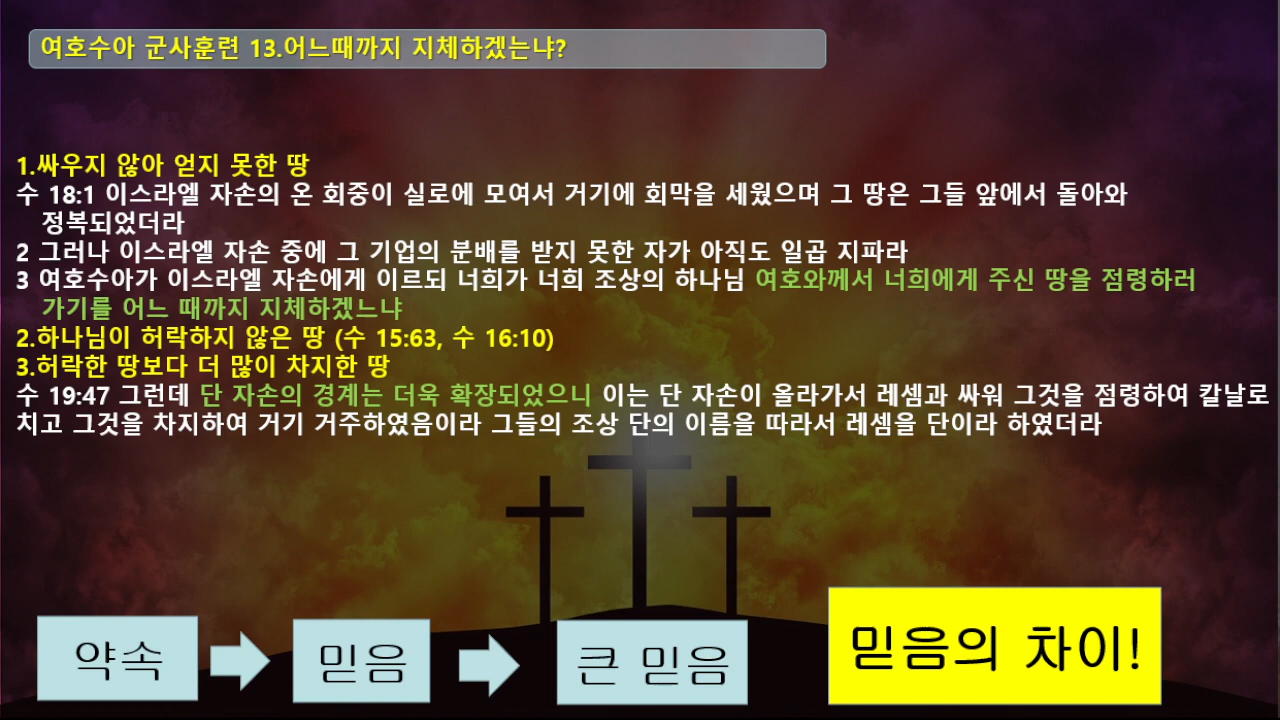 여호수아 군사훈련 13.어느때까지 지체하겠는냐?
1.싸우지 않아 얻지 못한 땅
수 18:1 이스라엘 자손의 온 회중이 실로에 모여서 거기에 회막을 세웠으며 그 땅은 그들 앞에서 돌아와
정복되었더라
2 그러나 이스라엘 자손 중에 그 기업의 분배를 받지 못한 자가 아직도 일곱 지파라
3 여호수아가 이스라엘 자손에게 이르되 너희가 너희 조상의 하나님 여호와께서 너희에게 주신 땅을 점령하러
가기를 어느 때까지 지체하겠느냐
2.하나님이 허락하지 않은 땅 (수 15:63, 수 16:10)
3.허락한 땅보다 더 많이 차지한 땅
수 19:47 그런데 단 자손의 경계는 더욱 확장되었으니 이는 단 자손이 올라가서 레셈과 싸워 그것을 점령하여 칼날로
치고 그것을 차지하여 거기 거주하였음이라 그들의 조상 단의 이름을 따라서 레셈을 단이라 하였더라
약속
믿음
큰 믿음
믿음의 차이!